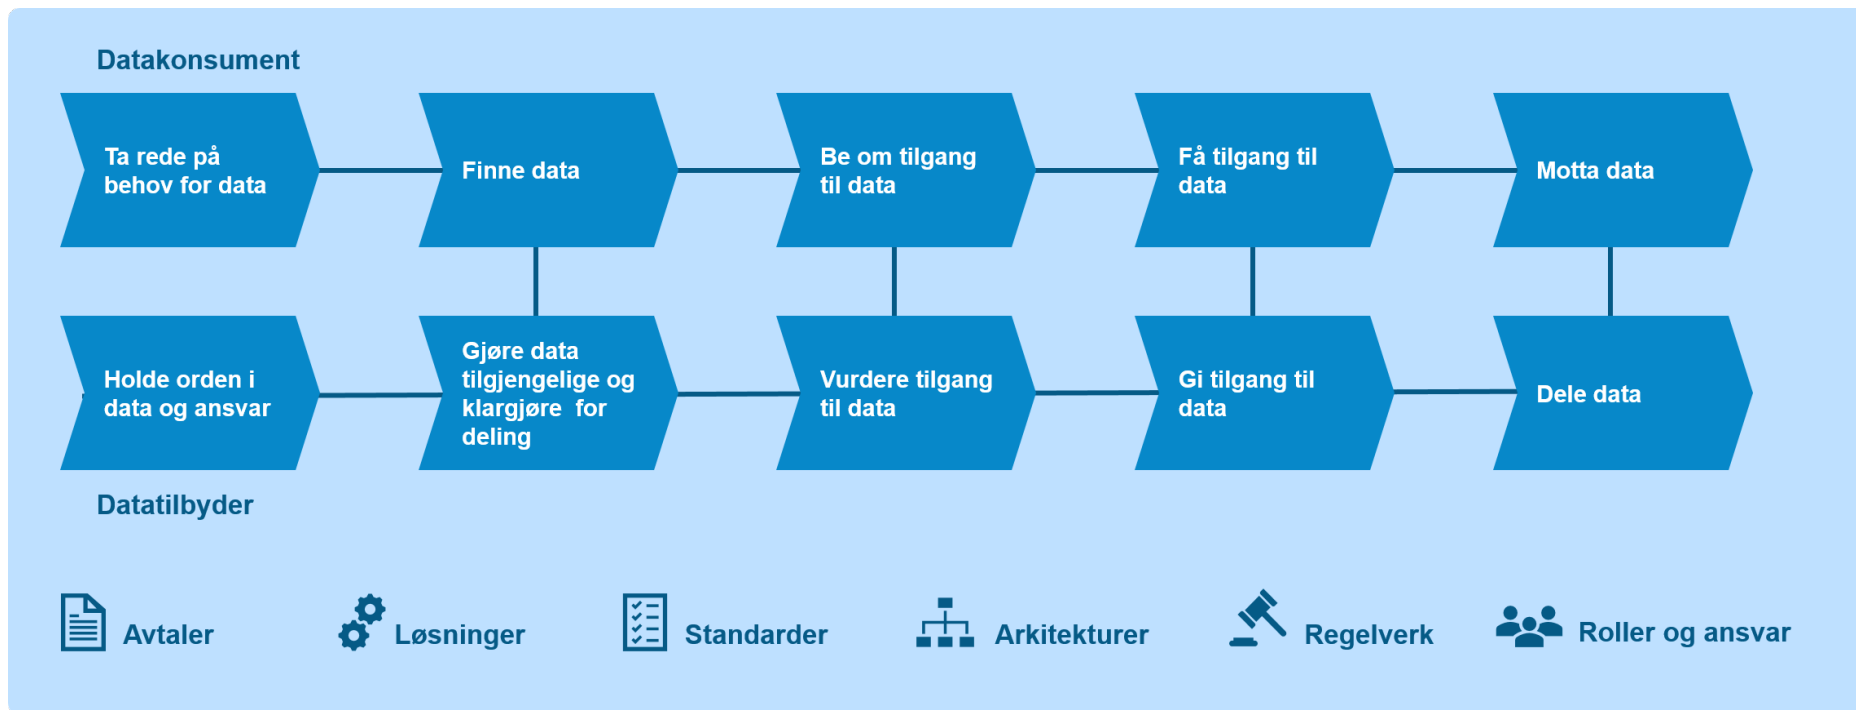 Datakonsument
Ta rede på
behov for data
Finne data
Be om tilgang
til data
Få tilgang til
data
Motta data
Holde orden i
data og ansvar
Gjøre data
tilgjengelige og
klargjøre  for
deling
Vurdere tilgang
til data
Gi tilgang til
data
Dele data
Datatilbyder
Avtaler
Løsninger
Standarder
Arkitekturer
Regelverk
Roller og ansvar